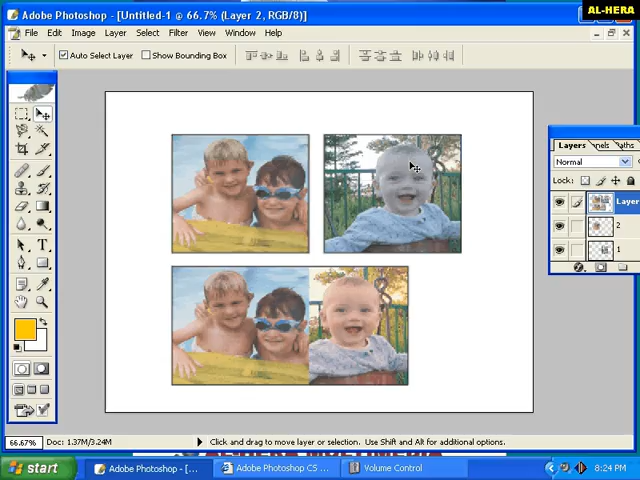 AL-HERA
Adobe Photoshop - [Untitled-1 @ 66.7% (Layer 2, RGB/8)]
File Edit Image Layer Select Filter View Window Help
Auto Select Layer Show Bounding Box
Layers
Paths
Normal
Lock:
Layer
2
1
66.67% Doc: 1.37M/3.24M Click and drag to move layer or selection. Use Shift and Alt for additional options.
start Adobe Photoshop - [... Adobe Photoshop CS ... Volume Control 8:24 PM